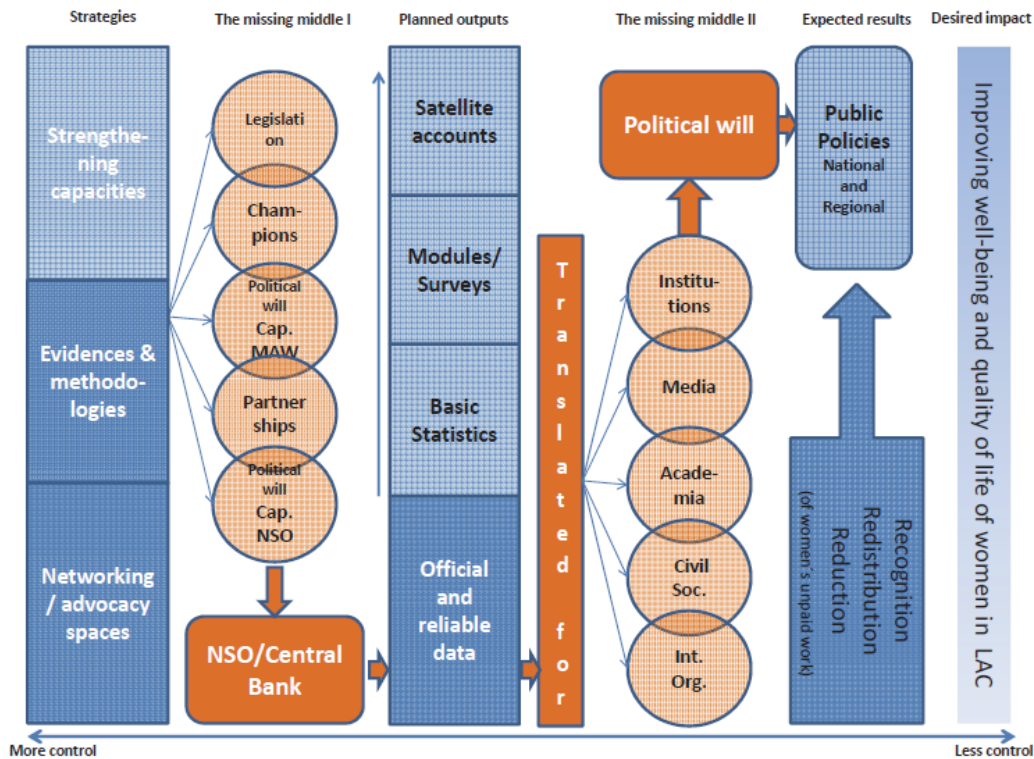 Strategies
The missing middle I
Planned outputs
The missing middle II
Expected results
Desired impact
Strengthe-
ening
capacities
Evidences &
methodo-
logies
Networking
/ advocacy
spaces
Legislati
on
Cham-
pions
Political
will
Cap.
MAW
Partner
ships
Political
will
Cap.
NSO
NSO/Central
Bank
Satellite
accounts
Modules/
Surveys
Basic
Statistics
Official
and
reliable
data
Translated for
Political will
Institu-
tions
Media
Acade-
mia
Civil
Soc.
Int.
Org.
Public
Policies
National
and
Regional
Recognition
Redistribution
Reduction
(of women´s unpaid work)
Improving well-being and quality of life of women in LAC
More control
Less control